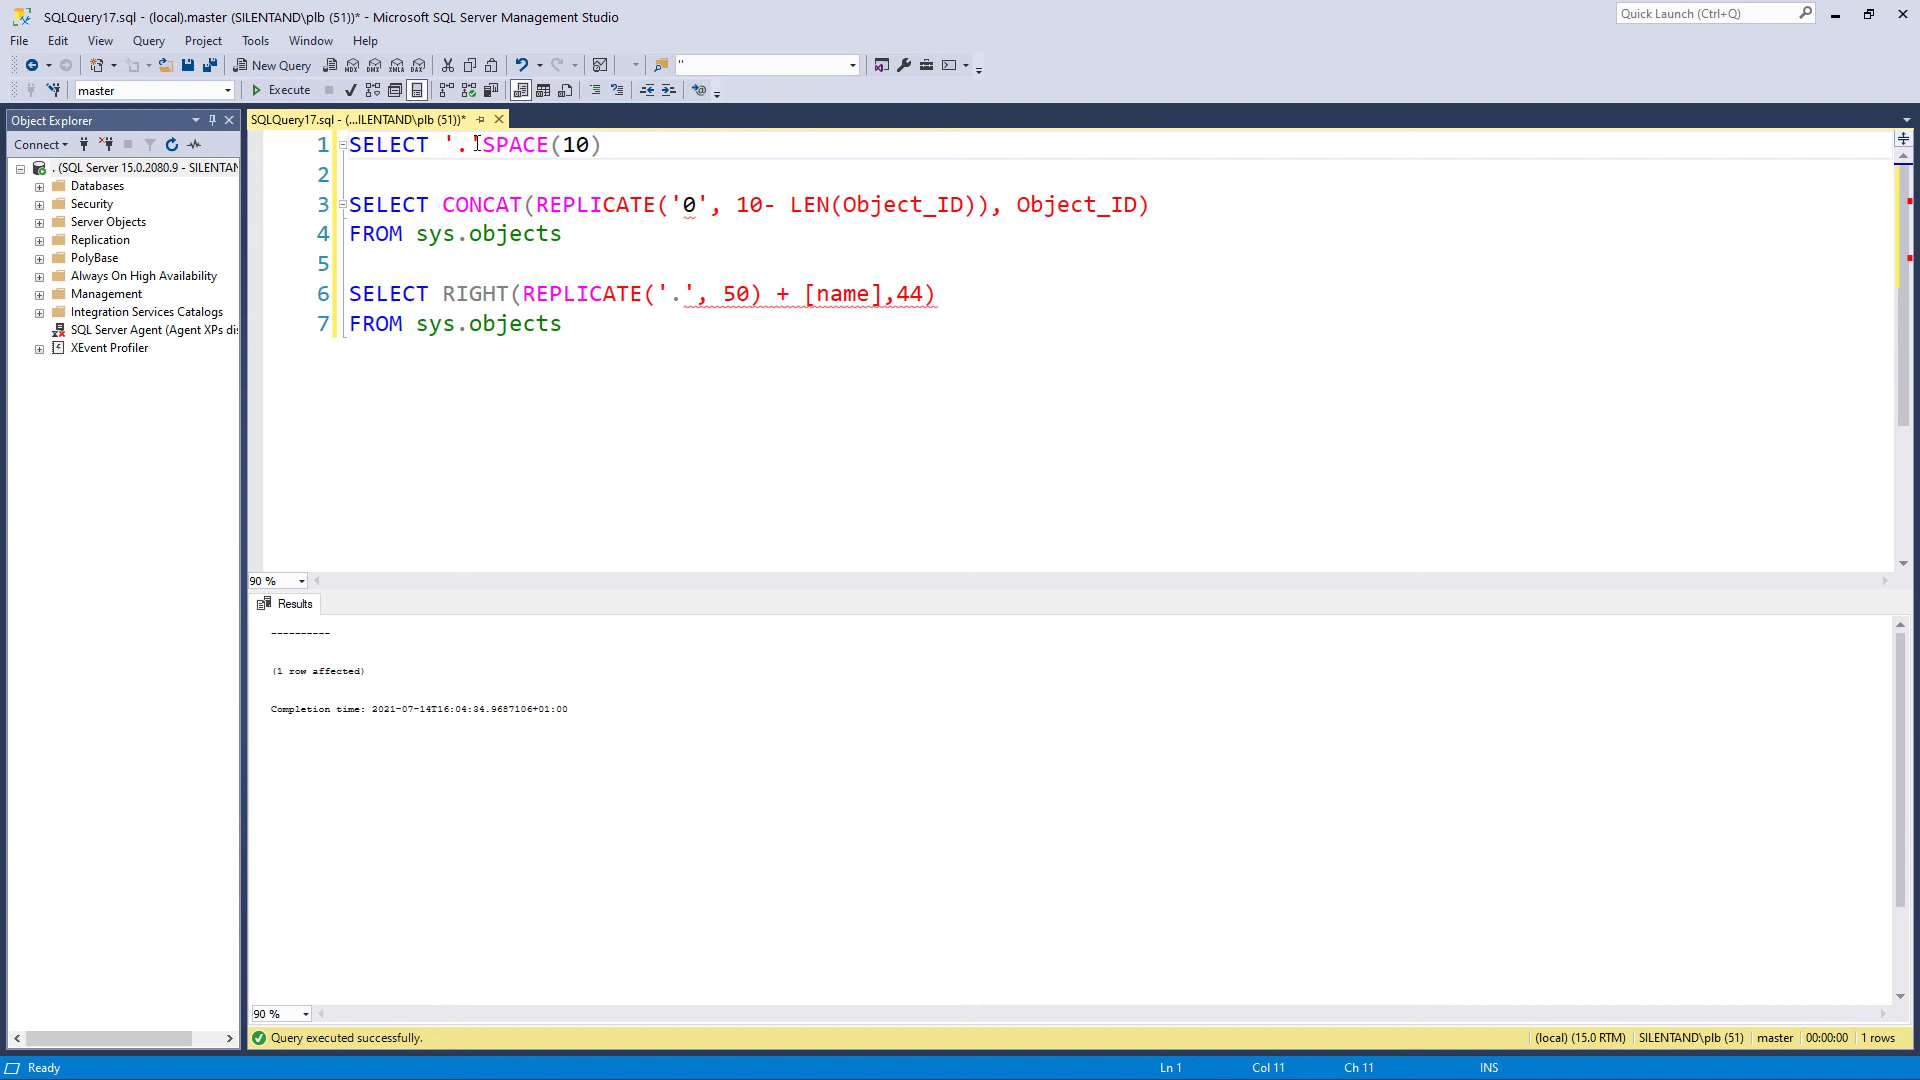 SQLQuery17.sql - (local).master (SILENTAND\plb (51))* - Microsoft SQL Server Management Studio
Quick Launch (Ctrl+Q)
File Edit View Query Project Tools Window Help
New Query
MDX DMX XMLA DAX
"
master
Execute
Object Explorer
SQLQuery17.sql - (...ILENTAND\plb (51))*
Connect
. (SQL Server 15.0.2080.9 - SILENTAN
Databases
Security
Server Objects
Replication
PolyBase
Always On High Availability
Management
Integration Services Catalogs
SQL Server Agent (Agent XPs dis
XEvent Profiler
1 SELECT '.'SPACE(10)
2
3 SELECT CONCAT(REPLICATE('0', 10- LEN(Object_ID)), Object_ID)
4 FROM sys.objects
5
6 SELECT RIGHT(REPLICATE('.', 50) + [name],44)
7 FROM sys.objects
90 %
Results
----------
(1 row affected)
Completion time: 2021-07-14T16:04:34.9687106+01:00
90 %
Query executed successfully.
(local) (15.0 RTM) SILENTAND\plb (51) master 00:00:00 1 rows
Ready
Ln 1 Col 11 Ch 11 INS